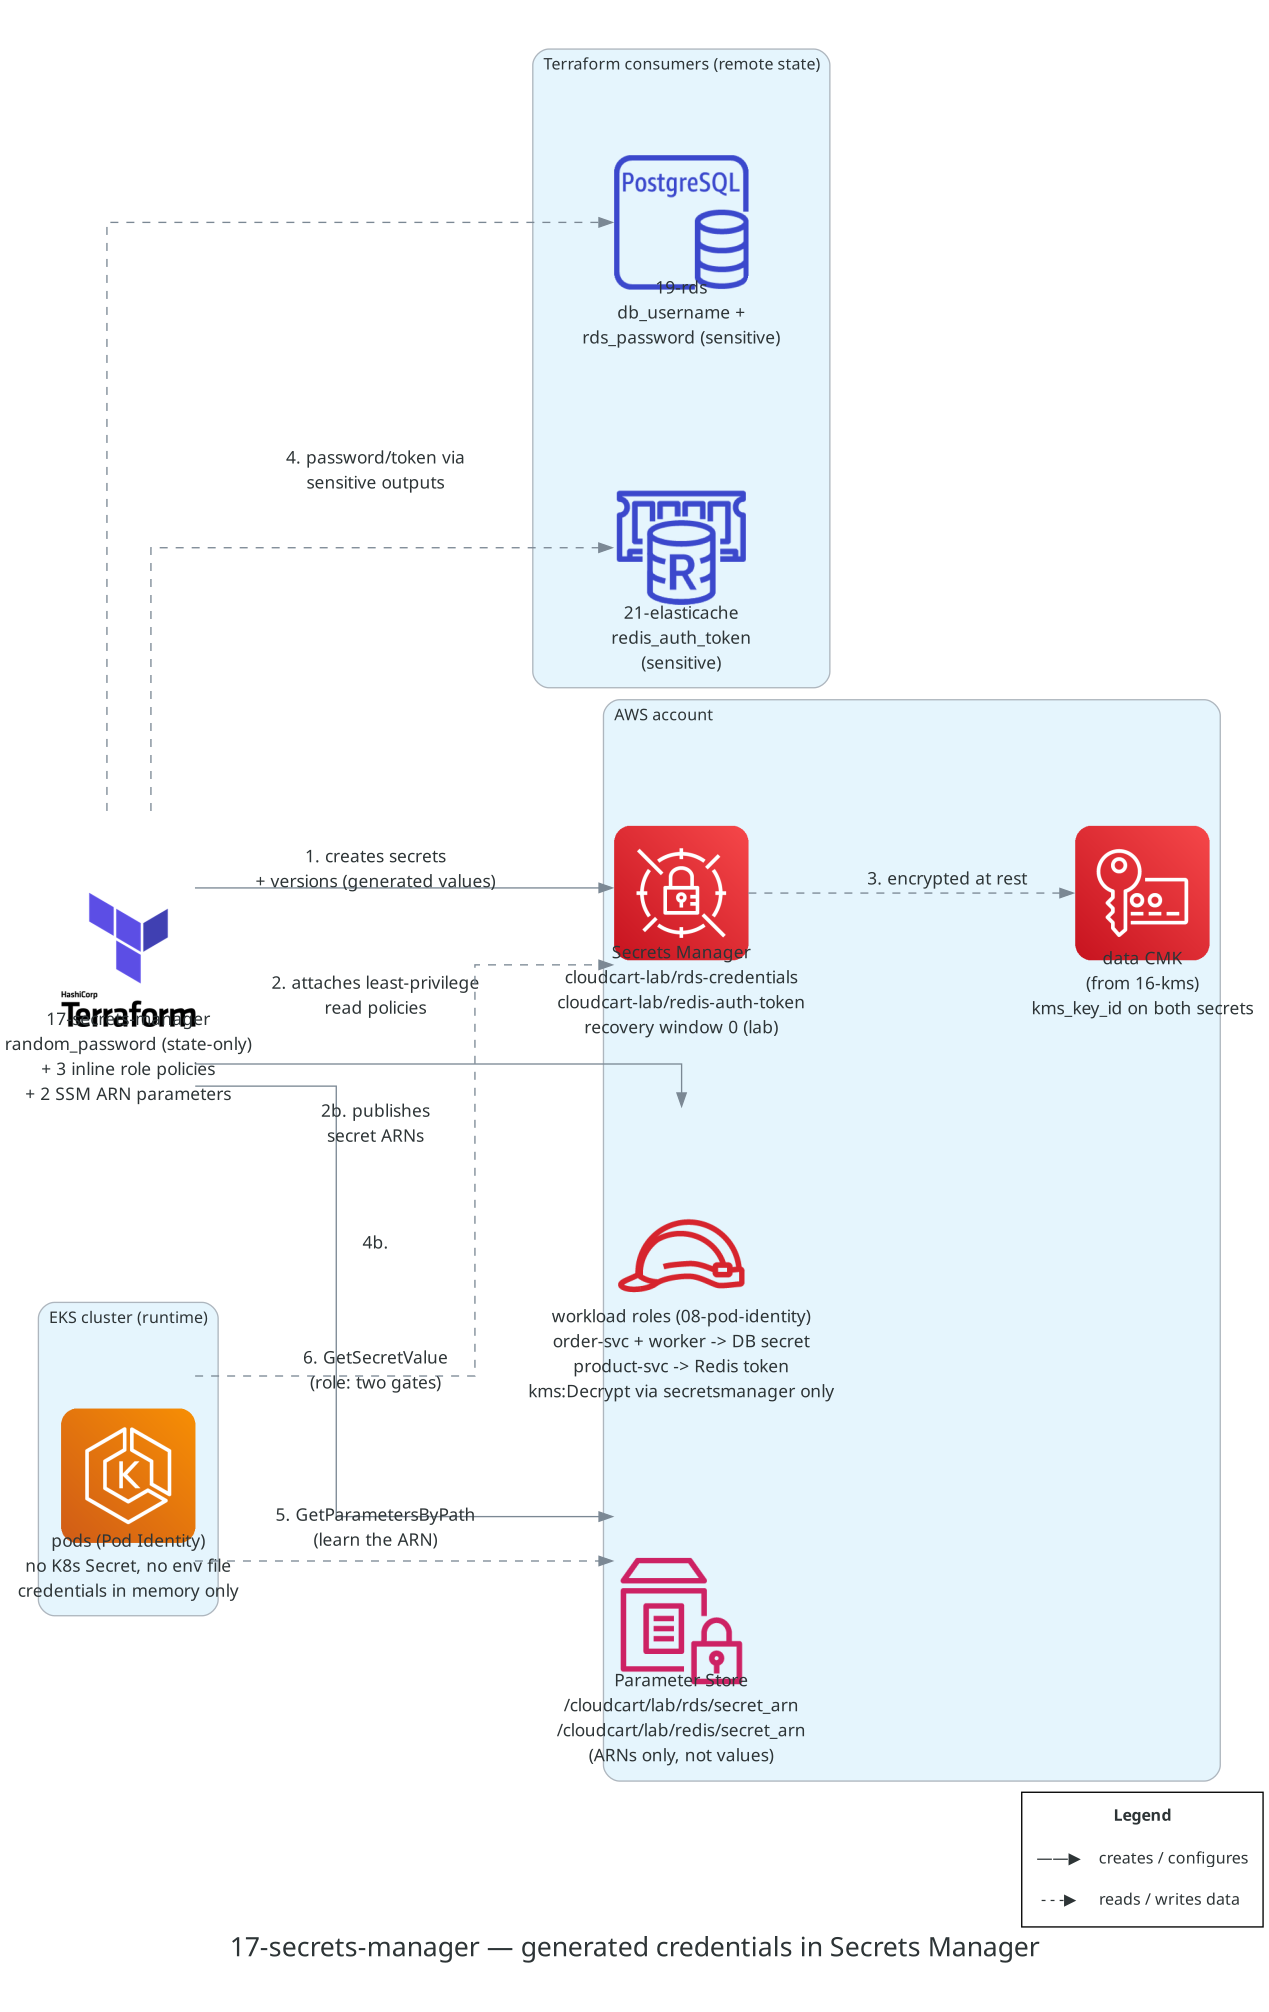 Terraform consumers (remote state)
PostgreSQL
19-rds
db_username +
rds_password (sensitive)
4. password/token via
sensitive outputs
R
21-elasticache
redis_auth_token
(sensitive)
AWS account
1. creates secrets
+ versions (generated values)
3. encrypted at rest
Secrets Manager
cloudcart-lab/rds-credentials
cloudcart-lab/redis-auth-token
recovery window 0 (lab)
data CMK
(from 16-kms)
kms_key_id on both secrets
2. attaches least-privilege
read policies
HashiCorp
Terraform
17-secrets-manager
random_password (state-only)
+ 3 inline role policies
+ 2 SSM ARN parameters
2b. publishes
secret ARNs
4b.
EKS cluster (runtime)
workload roles (08-pod-identity)
order-svc + worker -> DB secret
product-svc -> Redis token
kms:Decrypt via secretsmanager only
6. GetSecretValue
(role: two gates)
K
5. GetParametersByPath
(learn the ARN)
pods (Pod Identity)
no K8s Secret, no env file
credentials in memory only
Parameter Store
/cloudcart/lab/rds/secret_arn
/cloudcart/lab/redis/secret_arn
(ARNs only, not values)
Legend
creates / configures
reads / writes data
17-secrets-manager — generated credentials in Secrets Manager